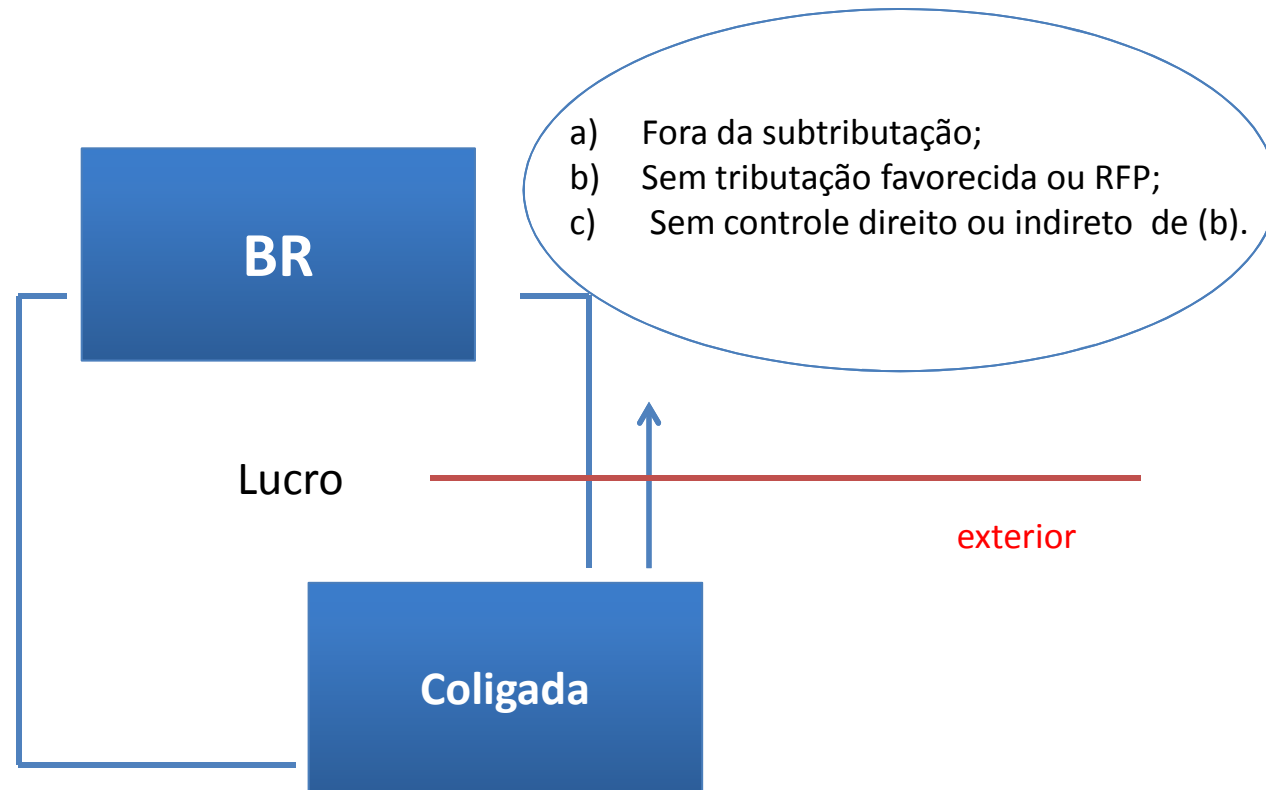 a) Fora da subtributação;
b) Sem tributação favorecida ou RFP;
c) Sem controle direito ou indireto de (b).
BR
Lucro
exterior
Coligada